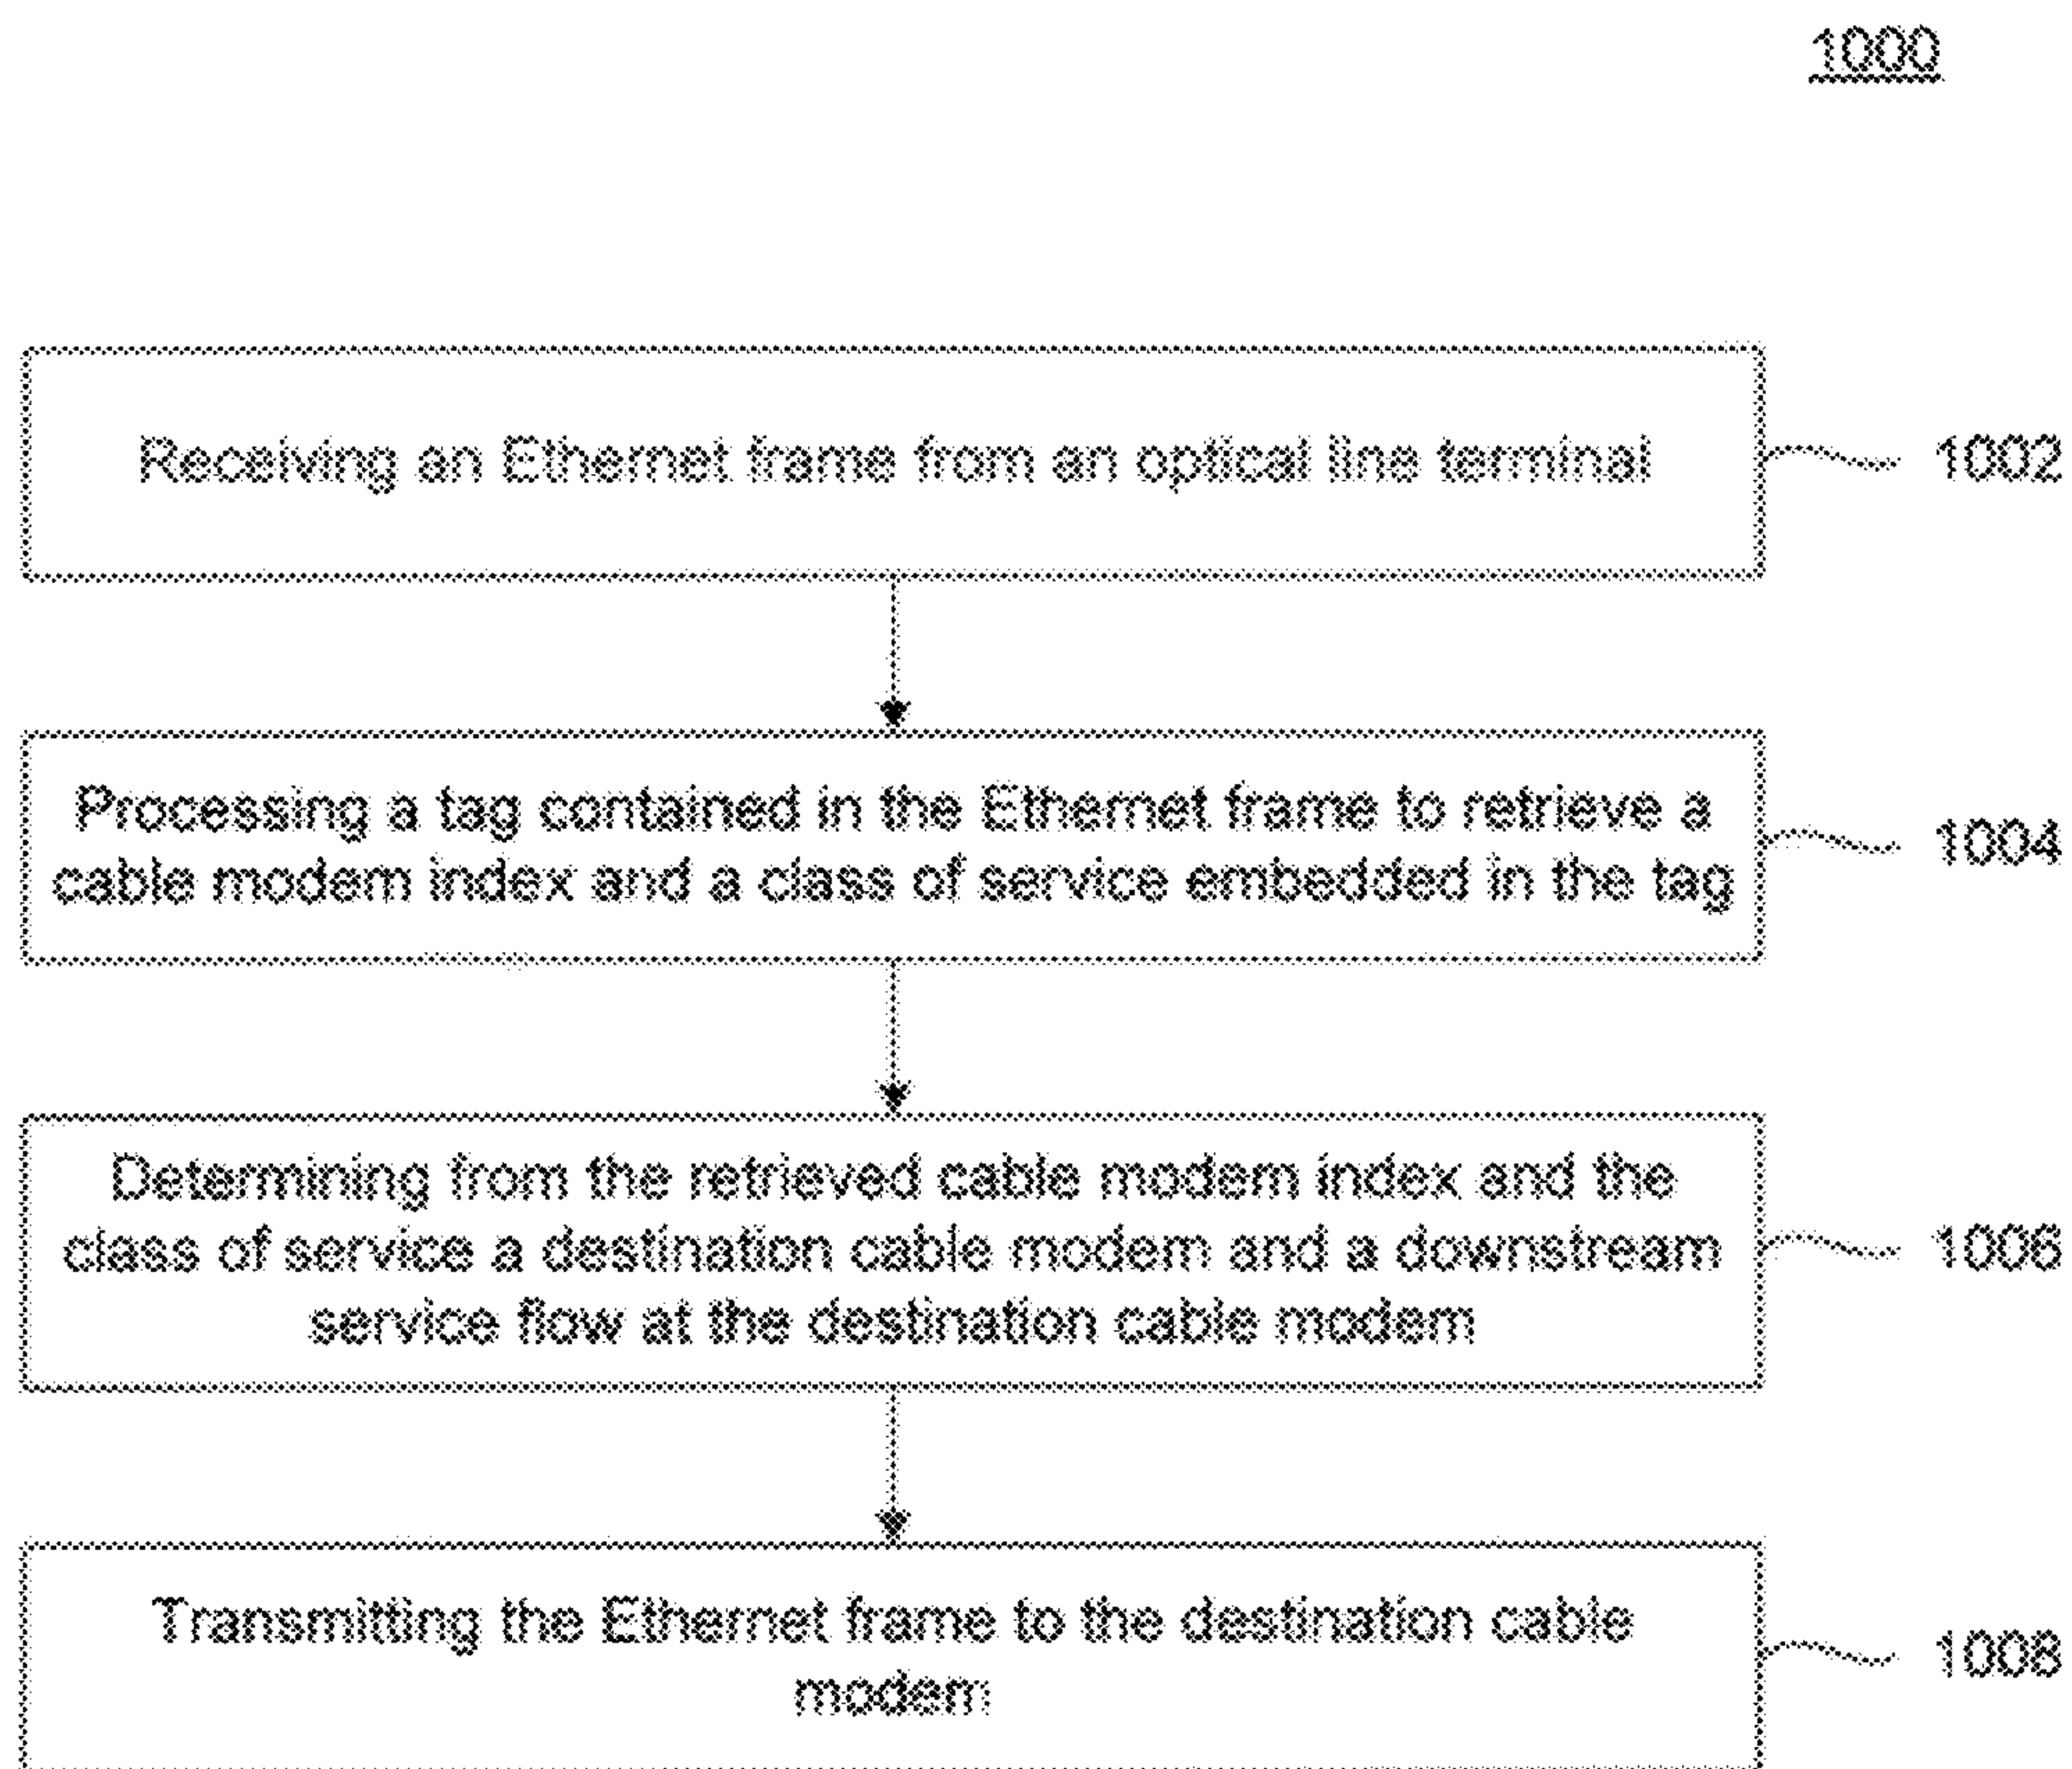 1000
Receiving an Ethernet frame from an optical line terminal
1002
Processing a tag contained in the Ethernet frame to retrieve a
cable modem index and a class of service embedded in the tag
1004
Determining from the retrieved cable modem index and the
class of service a destination cable modem and a downstream
service flow at the destination cable modem
1006
Transmitting the Ethernet frame to the destination cable
modem
1008